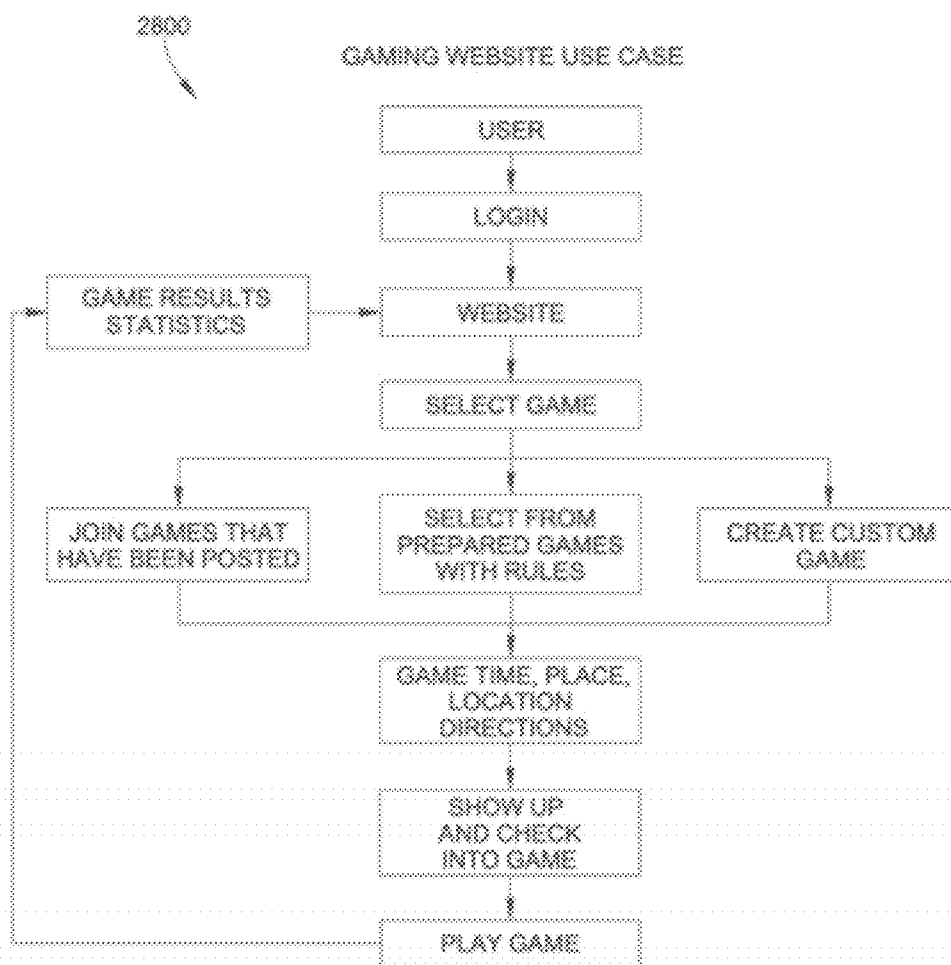 2800
GAMING WEBSITE USE CASE
USER
LOGIN
GAME RESULTS
STATISTICS
WEBSITE
SELECT GAME
JOIN GAMES THAT
HAVE BEEN POSTED
SELECT FROM
PREPARED GAMES
WITH RULES
CREATE CUSTOM
GAME
GAME TIME, PLACE,
LOCATION
DIRECTIONS
SHOW UP
AND CHECK
INTO GAME
PLAY GAME